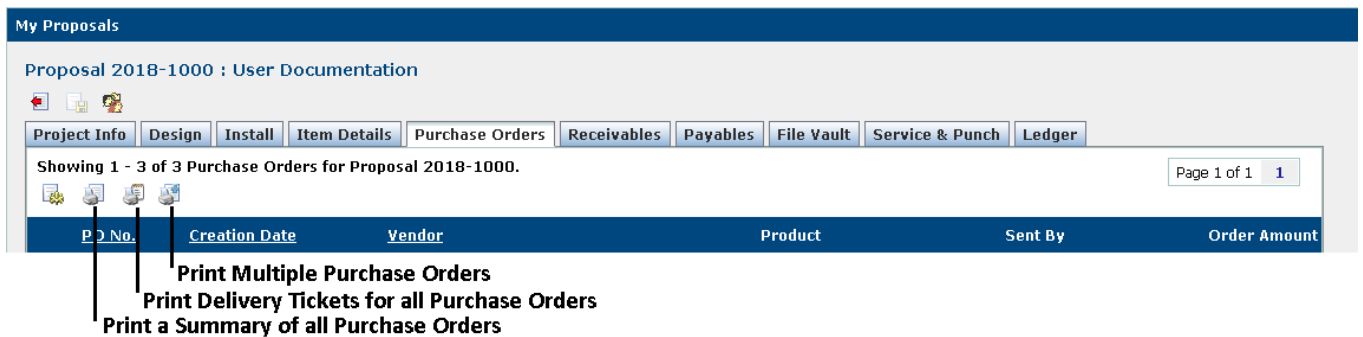 My Proposals
Proposal 2018-1000 : User Documentation
Project Info Design Install Item Details Purchase Orders Receivables Payables File Vault Service & Punch Ledger
Showing 1 - 3 of 3 Purchase Orders for Proposal 2018-1000.
Page 1 of 1 1
PO No. Creation Date Vendor Product Sent By Order Amount
Print Multiple Purchase Orders
Print Delivery Tickets for all Purchase Orders
Print a Summary of all Purchase Orders